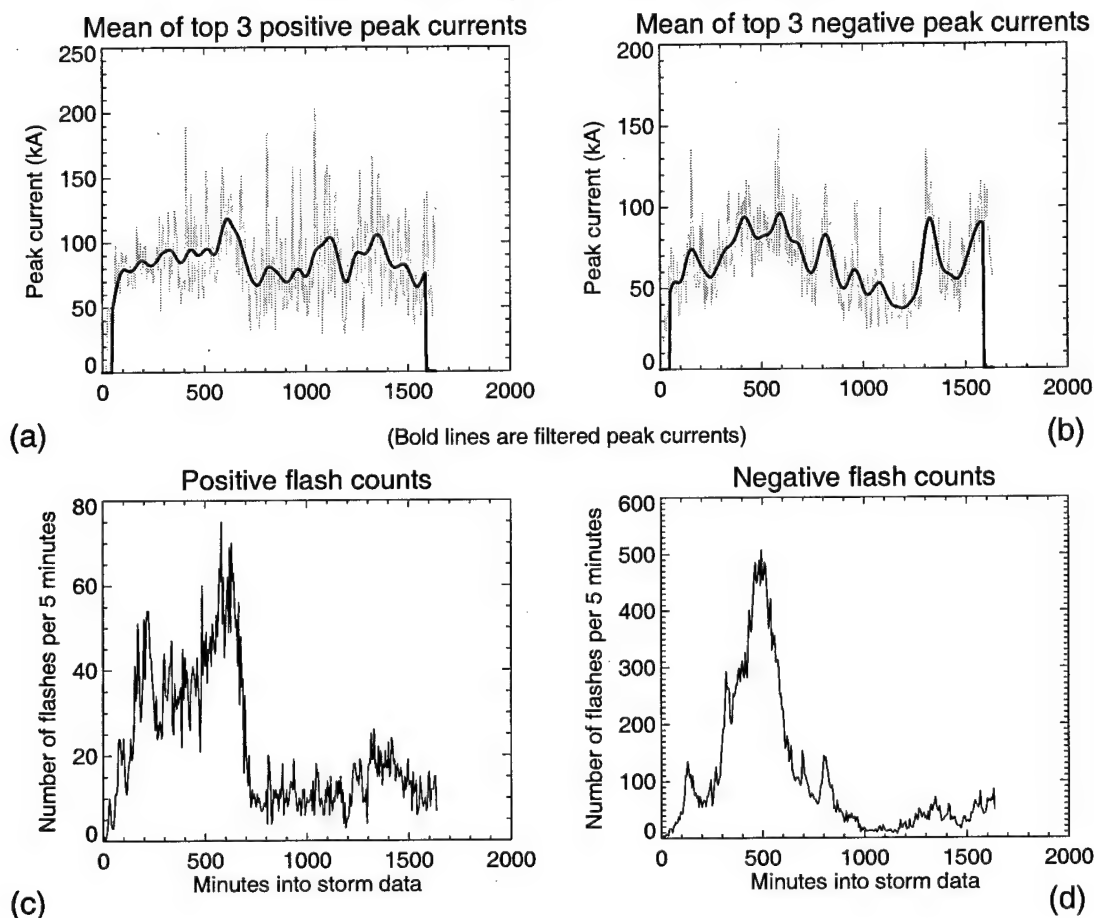 Mean of top 3 positive peak currents
Peak current (kA)
250
200
150
100
50
0
0 500 1000 1500 2000
(a)
Mean of top 3 negative peak currents
Peak current (kA)
200
150
100
50
0
0 500 1000 1500 2000
(b)
(Bold lines are filtered peak currents)
Positive flash counts
Number of flashes per 5 minutes
80
60
40
20
0
0 500 1000 1500 2000
Minutes into storm data
(c)
Negative flash counts
Number of flashes per 5 minutes
600
500
400
300
200
100
0
0 500 1000 1500 2000
Minutes into storm data
(d)